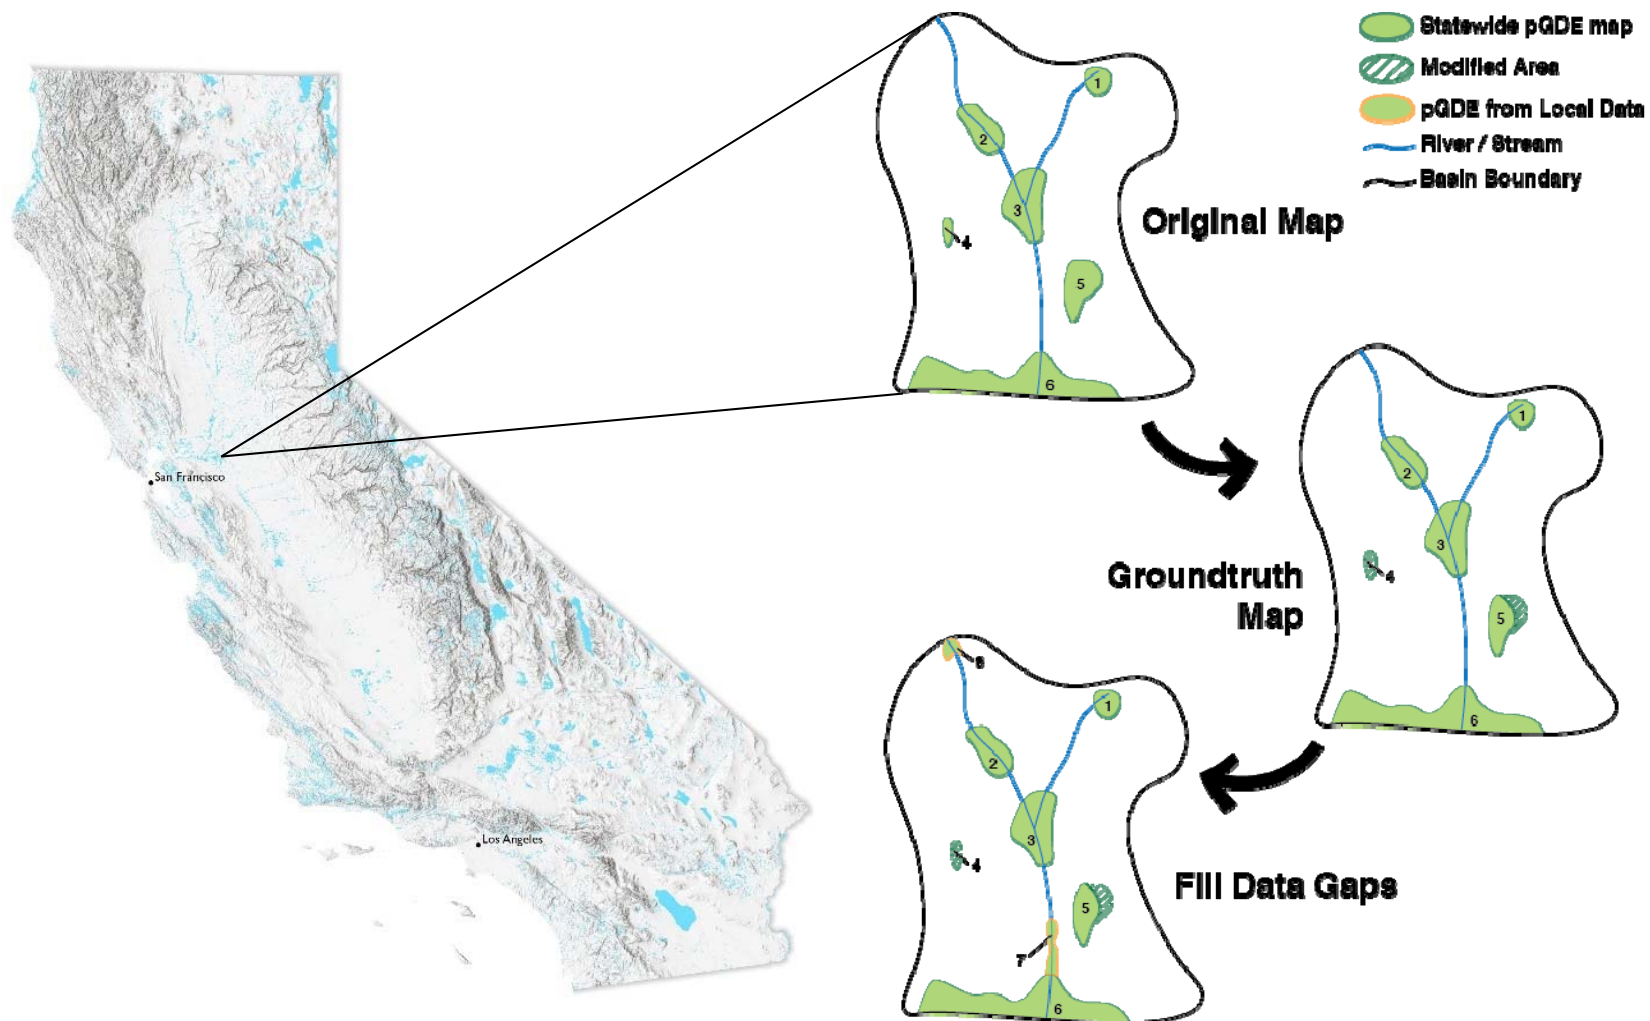 Statewide pGDE map
Modified Area
pGDE from Local Data
River / Stream
Basin Boundary
Original Map
1
2
3
4
5
6
San Francisco
Groundtruth
Map
1
2
3
4
5
6
Los Angeles
Fill Data Gaps
1
2
3
4
5
7
6